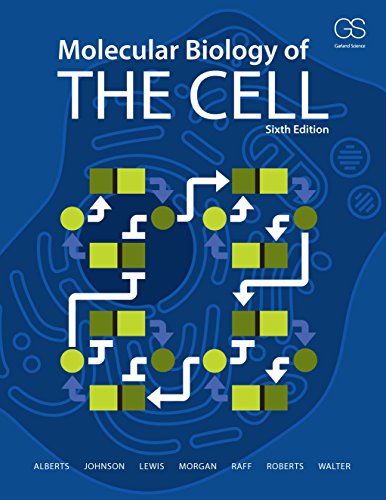 GS
Garland Science
Molecular Biology of
THE CELL
Sixth Edition
ALBERTS JOHNSON LEWIS MORGAN RAFF ROBERTS WALTER